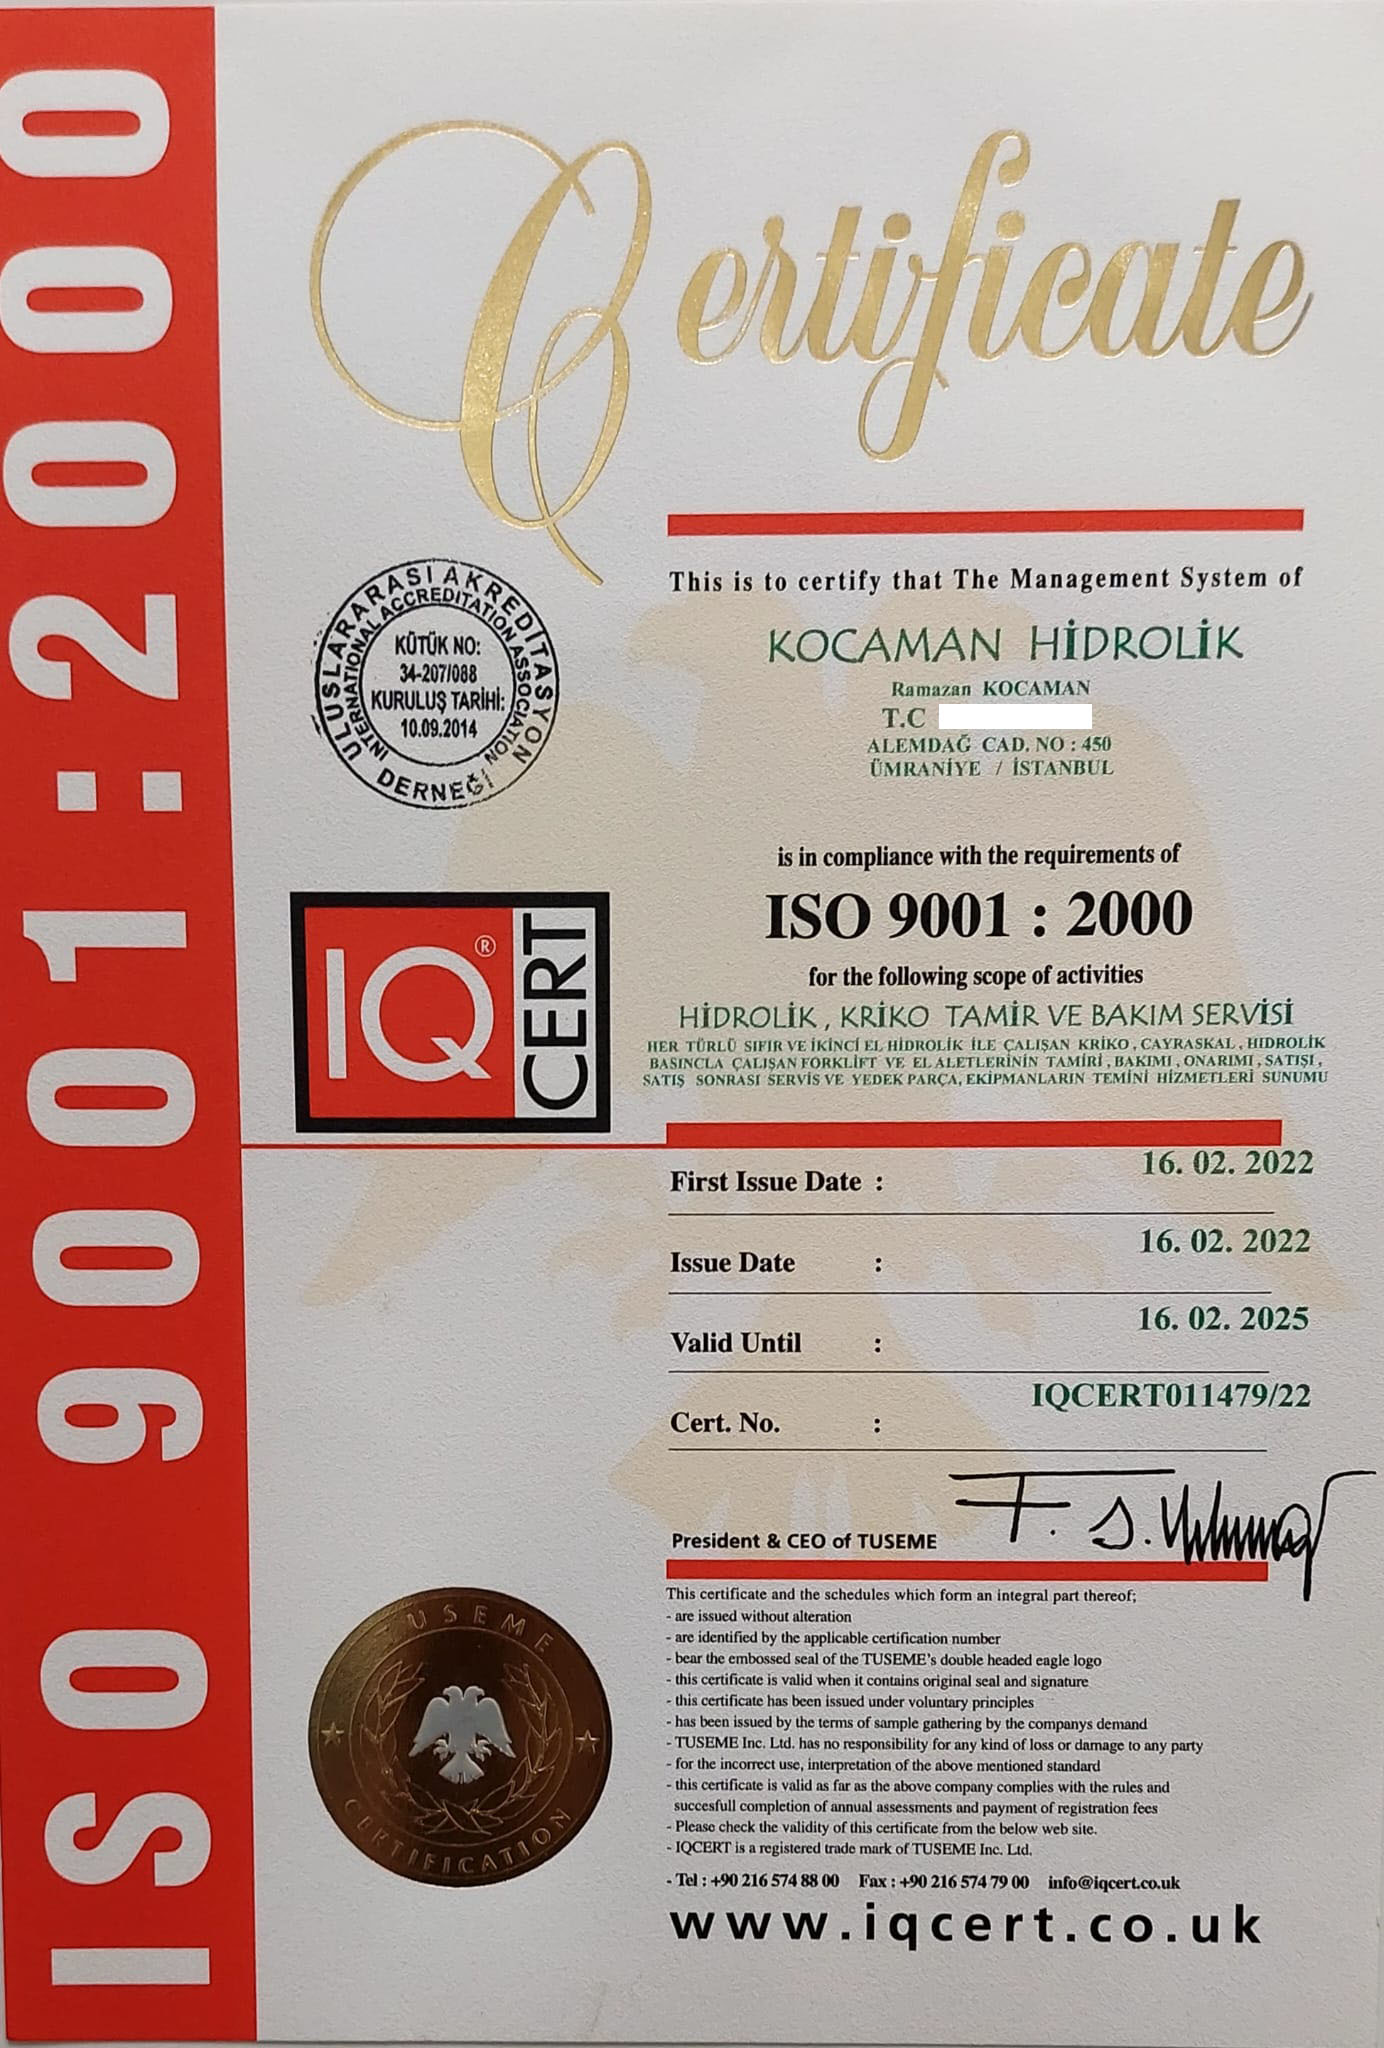 ISO 9001:2000
Certificate
This is to certify that The Management System of
KOCAMAN HİDROLİK
Ramazan KOCAMAN
T.C
ALEMDAĞ CAD. NO : 450
ÜMRANİYE / İSTANBUL
ULUSLARARASI AKREDİTASYON DERNEĞİ
INTERNATIONAL ACCREDITATION ASSOCIATION
KÜTÜK NO:
34-207/088
KURULUŞ TARİHİ:
10.09.2014
is in compliance with the requirements of
ISO 9001 : 2000
for the following scope of activities
IQ ® CERT
HİDROLİK , KRİKO TAMİR VE BAKIM SERVİSİ
HER TÜRLÜ SIFIR VE İKİNCİ EL HİDROLİK İLE ÇALIŞAN KRİKO , CAYRASKAL , HIDROLİK
BASINCLA ÇALIŞAN FORKLİFT VE EL ALETLERİNİN TAMİRİ , BAKIMI , ONARIMI , SATIŞI ,
SATIŞ SONRASI SERVİS VE YEDEK PARÇA, EKİPMANLARIN TEMİNİ HİZMETLERİ SUNUMU
First Issue Date : 16. 02. 2022
Issue Date : 16. 02. 2022
Valid Until : 16. 02. 2025
Cert. No. : IQCERT011479/22
President & CEO of TUSEME
This certificate and the schedules which form an integral part thereof;
- are issued without alteration
- are identified by the applicable certification number
- bear the embossed seal of the TUSEME's double headed eagle logo
- this certificate is valid when it contains original seal and signature
- this certificate has been issued under voluntary principles
- has been issued by the terms of sample gathering by the companys demand
- TUSEME Inc. Ltd. has no responsibility for any kind of loss or damage to any party
- for the incorrect use, interpretation of the above mentioned standard
- this certificate is valid as far as the above company complies with the rules and
succesfull completion of annual assessments and payment of registration fees
- Please check the validity of this certificate from the below web site.
- IQCERT is a registered trade mark of TUSEME Inc. Ltd.
- Tel : +90 216 574 88 00 Fax : +90 216 574 79 00 info@iqcert.co.uk
www.iqcert.co.uk
TUSEME
CERTIFICATION